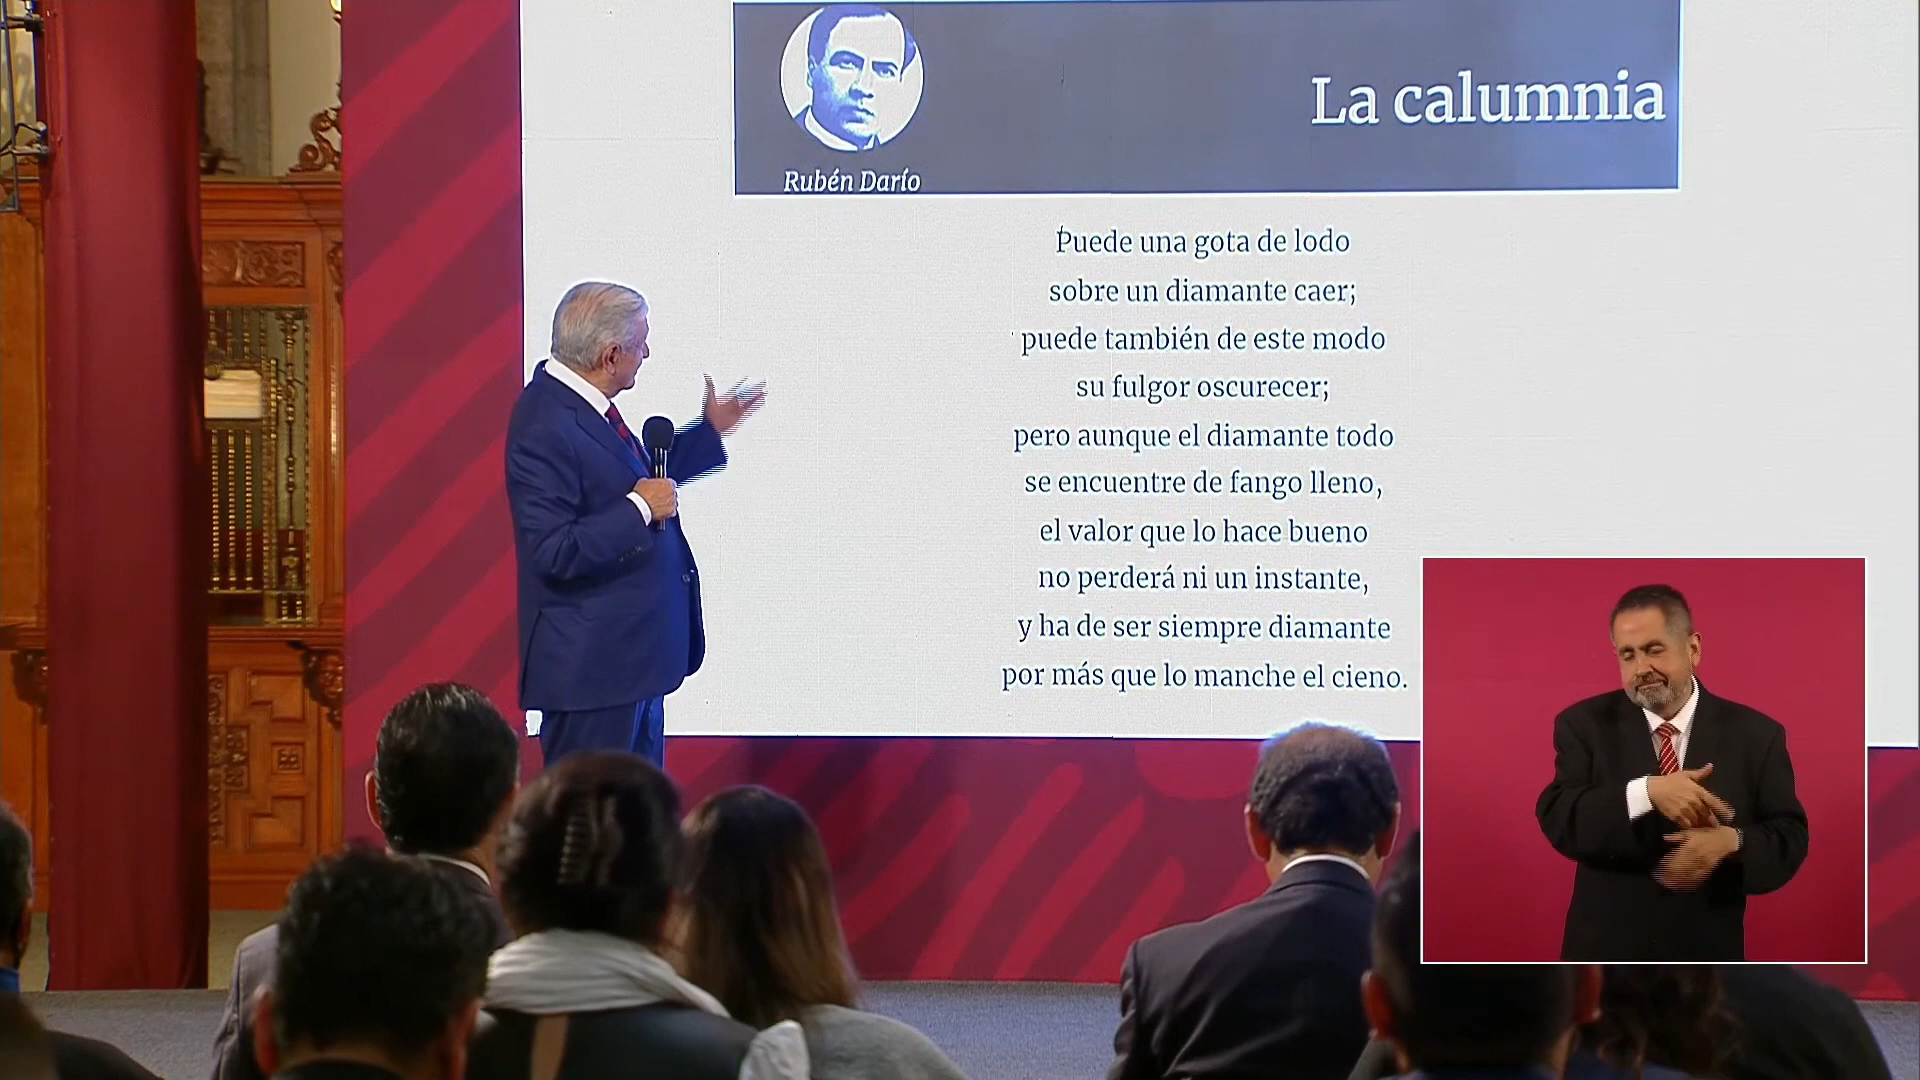 La calumnia
Rubén Darío
Puede una gota de lodo
sobre un diamante caer;
puede también de este modo
su fulgor oscurecer;
pero aunque el diamante todo
se encuentre de fango lleno,
el valor que lo hace bueno
no perderá ni un instante,
y ha de ser siempre diamante
por más que lo manche el cieno.